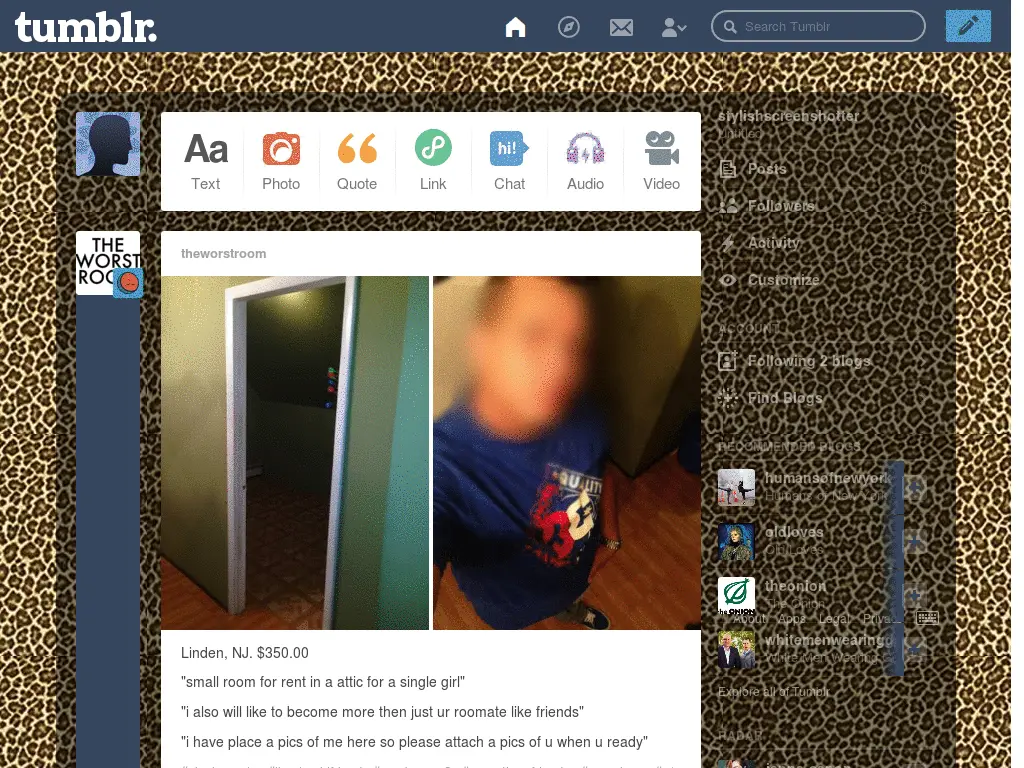 tumblr.
Search Tumblr
Aa
hi!
Text
Photo
Quote
Link
Chat
Audio
Video
THE
WORST
theworstroom
Linden, NJ. $350.00
"small room for rent in a attic for a single girl"
"i also will like to become more then just ur roomate like friends"
"i have place a pics of me here so please attach a pics of u when u ready"
stylishscreenshotter
Untitled
Posts
Followers
Activity
Customize
ACCOUNT
Following 2 blogs
Find Blogs
RECOMMENDED BLOGS
humansofnewyork
Humans of New York
oldloves
Old Loves
theonion
The Onion
the ONION
About Apps Legal Privac
whitemenwearingg
White Men Wearing G
Explore all of Tumblr
RADAR